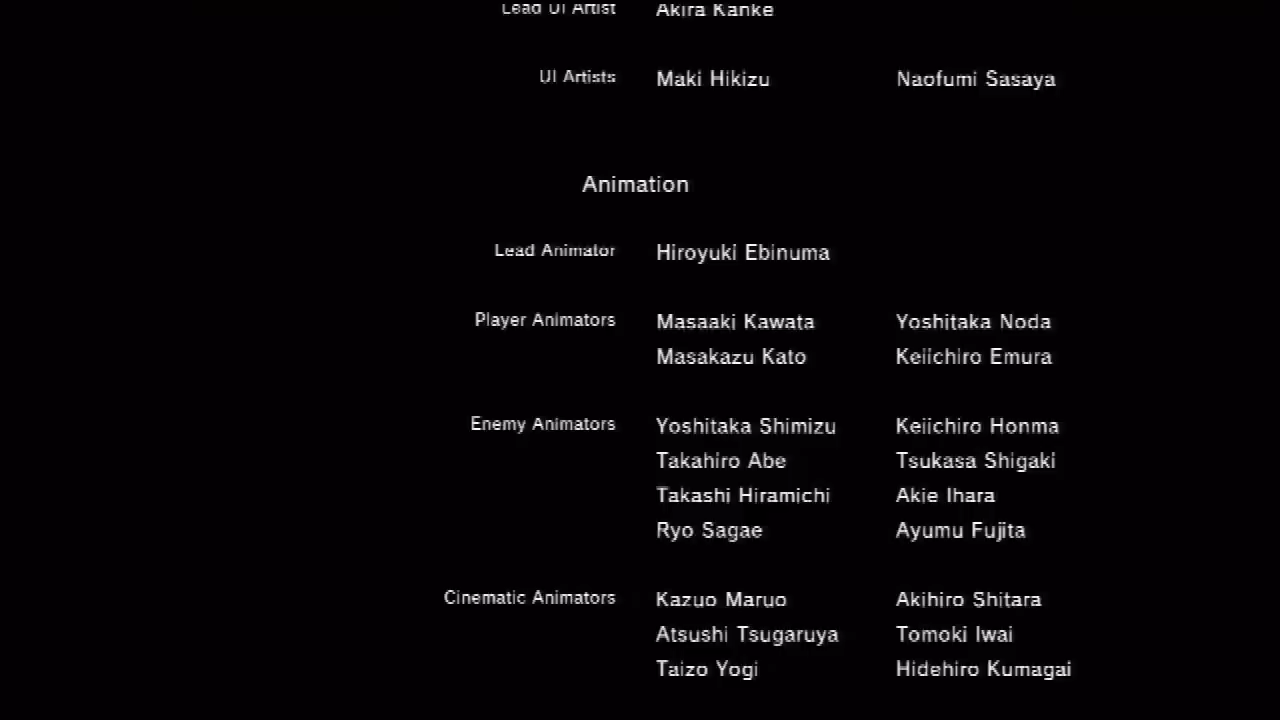 Lead UI Artist Akira Kanke
UI Artists Maki Hikizu Naofumi Sasaya
Animation
Lead Animator Hiroyuki Ebinuma
Player Animators Masaaki Kawata Yoshitaka Noda
Masakazu Kato Keiichiro Emura
Enemy Animators Yoshitaka Shimizu Keiichiro Honma
Takahiro Abe Tsukasa Shigaki
Takashi Hiramichi Akie Ihara
Ryo Sagae Ayumu Fujita
Cinematic Animators Kazuo Maruo Akihiro Shitara
Atsushi Tsugaruya Tomoki Iwai
Taizo Yogi Hidehiro Kumagai